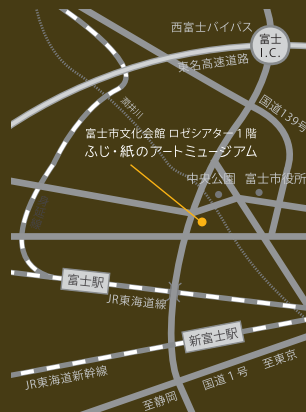 西富士バイパス
富士
I.C.
東名高速道路
国道139号
潤井川
富士市文化会館 ロゼシアター1階
ふじ・紙のアートミュージアム
中央公園
富士市役所
富士駅
JR東海道線
新富士駅
JR東海道新幹線
至静岡
国道1号
至東京